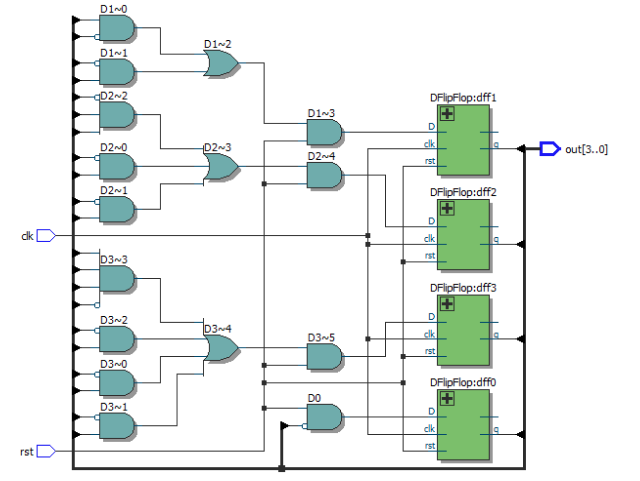 D1~0
D1~1
D1~2
D2~2
D2~0
D2~1
D2~3
D1~3
D2~4
clk
D3~3
D3~2
D3~0
D3~1
D3~4
D3~5
D0
rst
DFlipFlop:dff1
D
clk
rst
q
out[3..0]
DFlipFlop:dff2
D
clk
rst
q
DFlipFlop:dff3
D
clk
rst
q
DFlipFlop:dff0
D
clk
rst
q